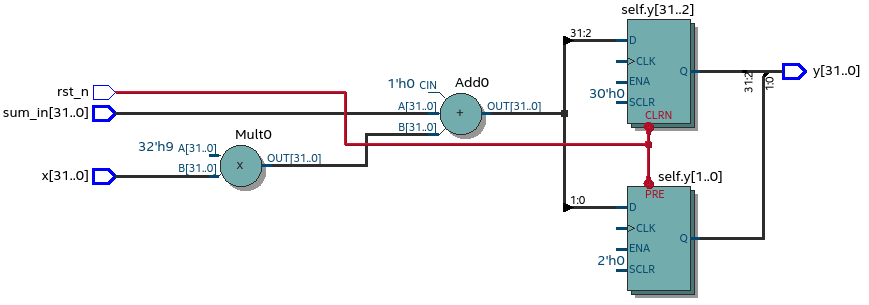 self.y[31..2]
31:2
D
>CLK
ENA
SCLR
30'h0
Q
CLRN
31:2
1:0
y[31..0]
rst_n
sum_in[31..0]
x[31..0]
1'h0 CIN
Add0
A[31..0]
B[31..0]
+
OUT[31..0]
Mult0
32'h9 A[31..0]
B[31..0]
x
OUT[31..0]
self.y[1..0]
PRE
1:0
D
>CLK
ENA
2'h0
SCLR
Q